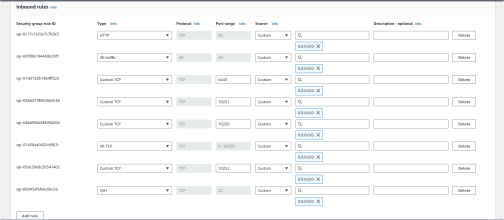 Inbound rules Info
Security group rule ID Type Info Protocol Info Port range Info Source Info Description - optional Info
HTTP TCP 80 Custom Delete
0.0.0.0/0 X
All traffic All All Custom Delete
0.0.0.0/0 X
Custom TCP TCP 6443 Custom Delete
0.0.0.0/0 X
Custom TCP TCP 10251 Custom Delete
0.0.0.0/0 X
Custom TCP TCP 10250 Custom Delete
0.0.0.0/0 X
All TCP TCP 0 - 65535 Custom Delete
0.0.0.0/0 X
Custom TCP TCP 10252 Custom Delete
0.0.0.0/0 X
SSH TCP 22 Custom Delete
0.0.0.0/0 X
Add rule